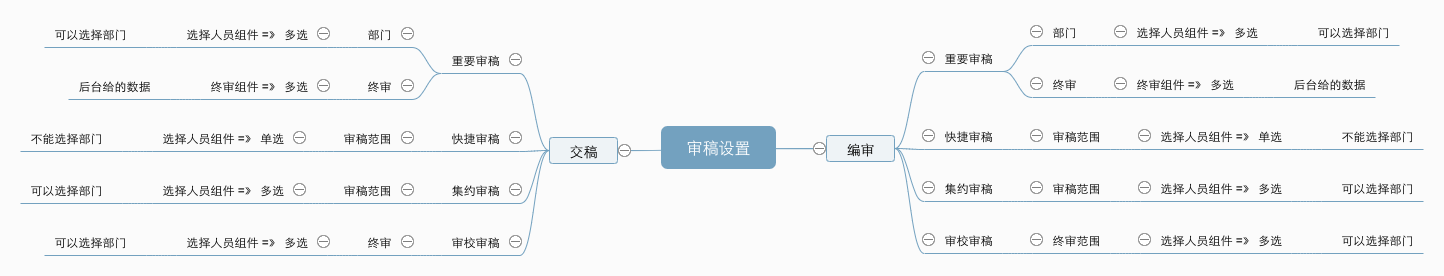 审稿设置
交稿
重要审稿
部门
选择人员组件 =》 多选
可以选择部门
终审
终审组件 =》 多选
后台给的数据
快捷审稿
审稿范围
选择人员组件 =》 单选
不能选择部门
集约审稿
审稿范围
选择人员组件 =》 多选
可以选择部门
审校审稿
终审
选择人员组件 =》 多选
可以选择部门
编审
重要审稿
部门
选择人员组件 =》 多选
可以选择部门
终审
终审组件 =》 多选
后台给的数据
快捷审稿
审稿范围
选择人员组件 =》 单选
不能选择部门
集约审稿
审稿范围
选择人员组件 =》 多选
可以选择部门
审校审稿
终审范围
选择人员组件 =》 多选
可以选择部门